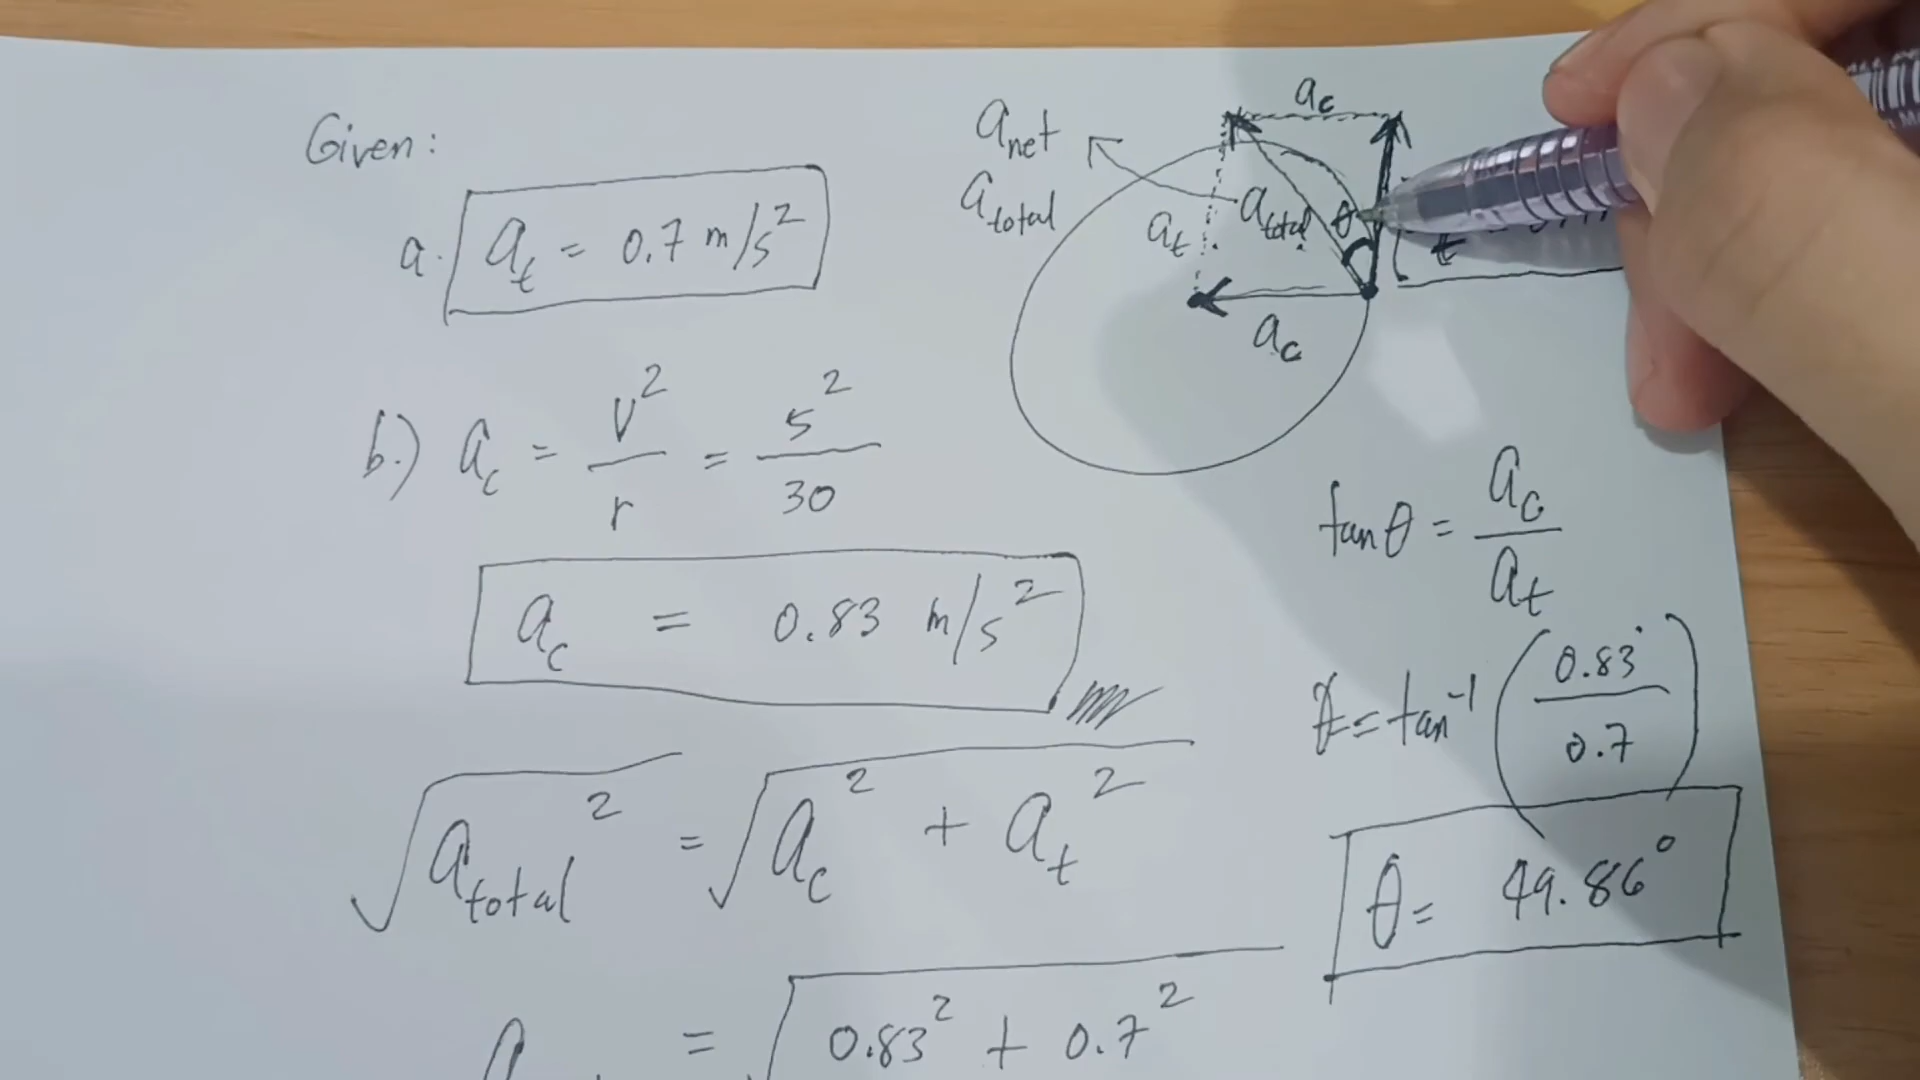 Given:
a. a_t = 0.7 m/s²
b.) a_c = v²/r = 5²/30
a_c = 0.83 m/s²
√a_total² = √a_c² + a_t²
= √0.83² + 0.7²
a_net
a_total
a_c
a_t
a_total
θ
a_c
tanθ = a_c/a_t
θ = tan⁻¹(0.83/0.7)
θ = 49.86°